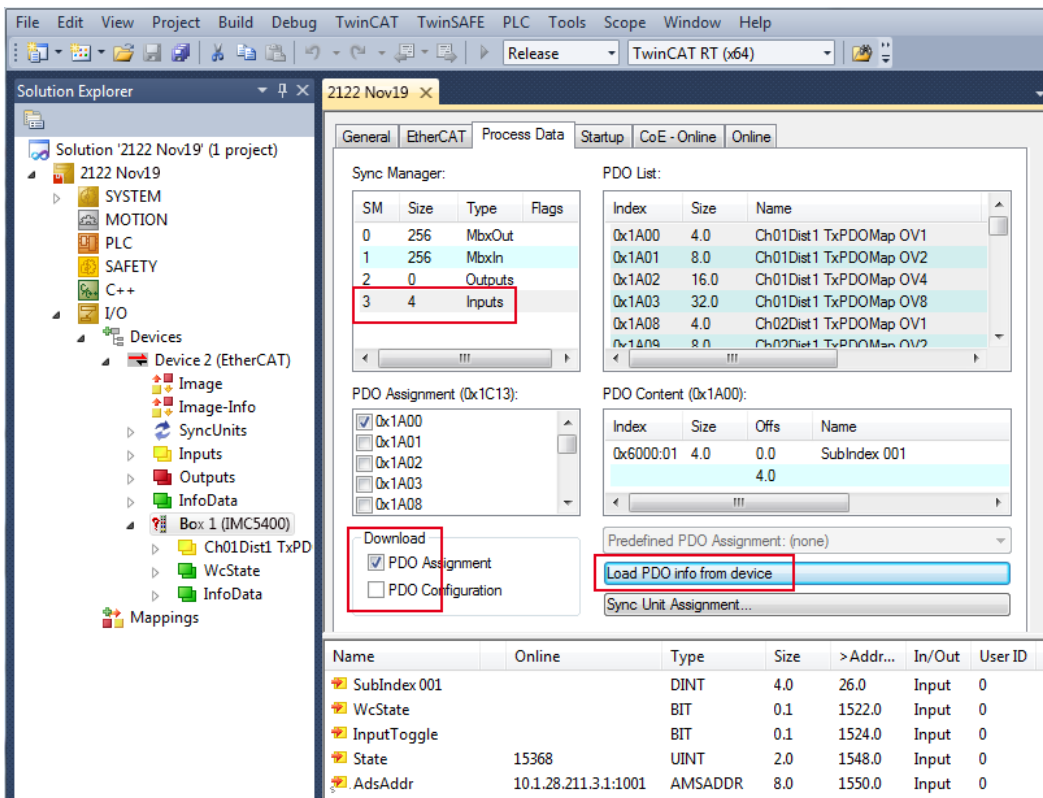 File Edit View Project Build Debug TwinCAT TwinSAFE PLC Tools Scope Window Help
Release TwinCAT RT (x64)
Solution Explorer
Solution '2122 Nov19' (1 project)
2122 Nov19
SYSTEM
MOTION
PLC
SAFETY
C++
I/O
Devices
Device 2 (EtherCAT)
Image
Image-Info
SyncUnits
Inputs
Outputs
InfoData
Box 1 (IMC5400)
Ch01Dist1 TxPD
WcState
InfoData
Mappings
2122 Nov19
General EtherCAT Process Data Startup CoE - Online Online
Sync Manager:
SM Size Type Flags
0 256 MbxOut
1 256 MbxIn
2 0 Outputs
3 4 Inputs
PDO List:
Index Size Name
0x1A00 4.0 Ch01Dist1 TxPDOMap OV1
0x1A01 8.0 Ch01Dist1 TxPDOMap OV2
0x1A02 16.0 Ch01Dist1 TxPDOMap OV4
0x1A03 32.0 Ch01Dist1 TxPDOMap OV8
0x1A08 4.0 Ch02Dist1 TxPDOMap OV1
0x1A09 8.0 Ch02Dist1 TxPDOMap OV2
PDO Assignment (0x1C13):
0x1A00
0x1A01
0x1A02
0x1A03
0x1A08
PDO Content (0x1A00):
Index Size Offs Name
0x6000:01 4.0 0.0 SubIndex 001
4.0
Download
PDO Assignment
PDO Configuration
Predefined PDO Assignment: (none)
Load PDO info from device
Sync Unit Assignment...
Name Online Type Size >Addr... In/Out User ID
SubIndex 001 DINT 4.0 26.0 Input 0
WcState BIT 0.1 1522.0 Input 0
InputToggle BIT 0.1 1524.0 Input 0
State 15368 UINT 2.0 1548.0 Input 0
AdsAddr 10.1.28.211.3.1:1001 AMSADDR 8.0 1550.0 Input 0